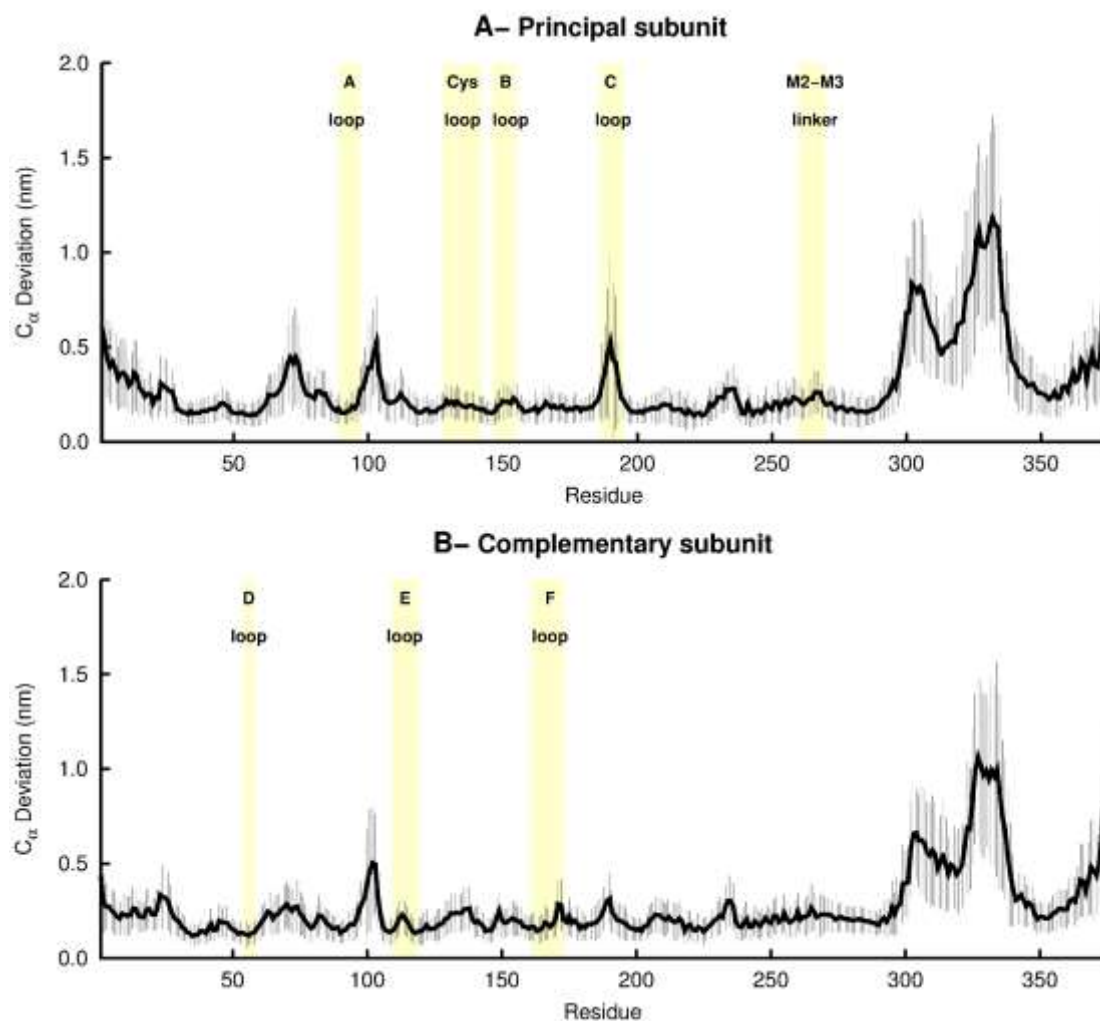 A– Principal subunit
2.0
A
Cys
B
C
M2–M3
loop
loop
loop
loop
linker
1.5
Cα Deviation (nm)
1.0
0.5
0.0
50
100
150
200
250
300
350
Residue
B– Complementary subunit
2.0
D
E
F
loop
loop
loop
1.5
Cα Deviation (nm)
1.0
0.5
0.0
50
100
150
200
250
300
350
Residue